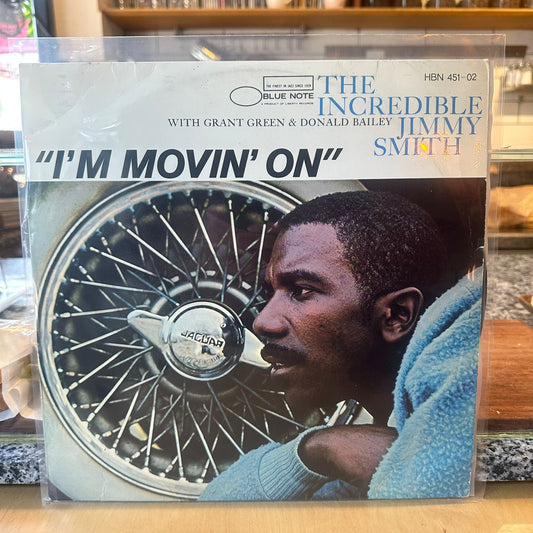 THE FINEST IN JAZZ SINCE 1939
BLUE NOTE
A PRODUCT OF LIBERTY RECORDS
HBN 451-02
THE
INCREDIBLE
JIMMY
SMITH
WITH GRANT GREEN & DONALD BAILEY
"I'M MOVIN' ON"
JAGUAR